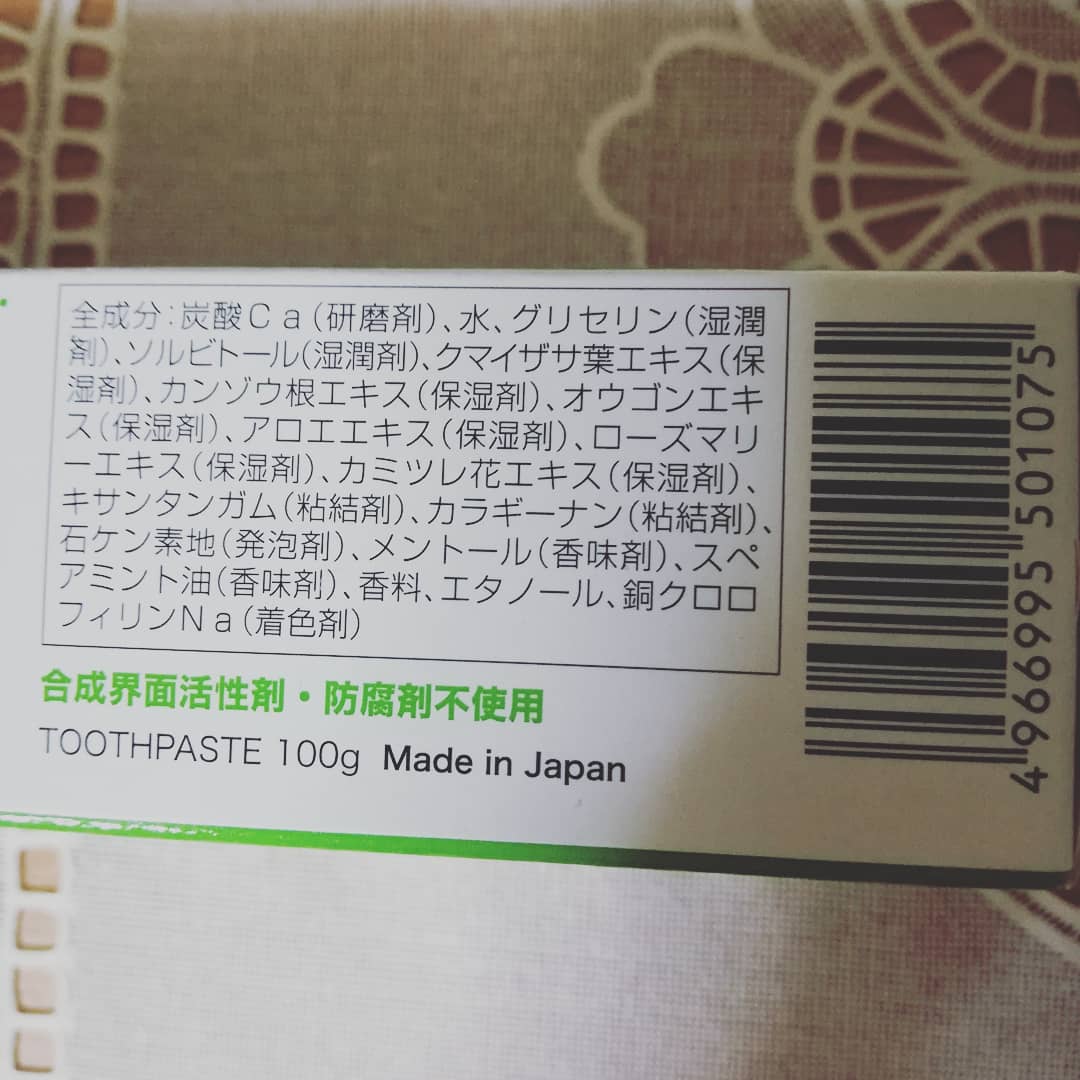 全成分:炭酸Ca(研磨剤)、水、グリセリン(湿潤
剤)、ソルビトール(湿潤剤)、クマイザサ葉エキス(保
湿剤)、カンゾウ根エキス(保湿剤)、オウゴンエキ
ス(保湿剤)、アロエエキス(保湿剤)、ローズマリ
ーエキス(保湿剤)、カミツレ花エキス(保湿剤)、
キサンタンガム(粘結剤)、カラギーナン(粘結剤)、
石ケン素地(発泡剤)、メントール(香味剤)、スペ
アミント油(香味剤)、香料、エタノール、銅クロロ
フィリンNa(着色剤)
合成界面活性剤・防腐剤不使用
TOOTHPASTE 100g Made in Japan
4966995 501075